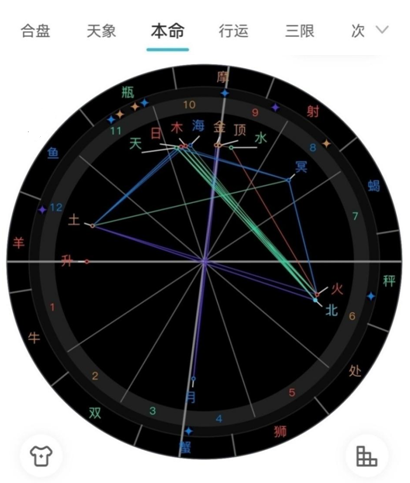 合盘 天象 本命 行运 三限 次
摩
瓶 射
10 9
11 日 木 海 金 顶 水 8
天
鱼 冥 蝎
12 土 7
羊 升 秤
火
1 北 6
牛 处
2 月 5
双 3 4 狮
蟹